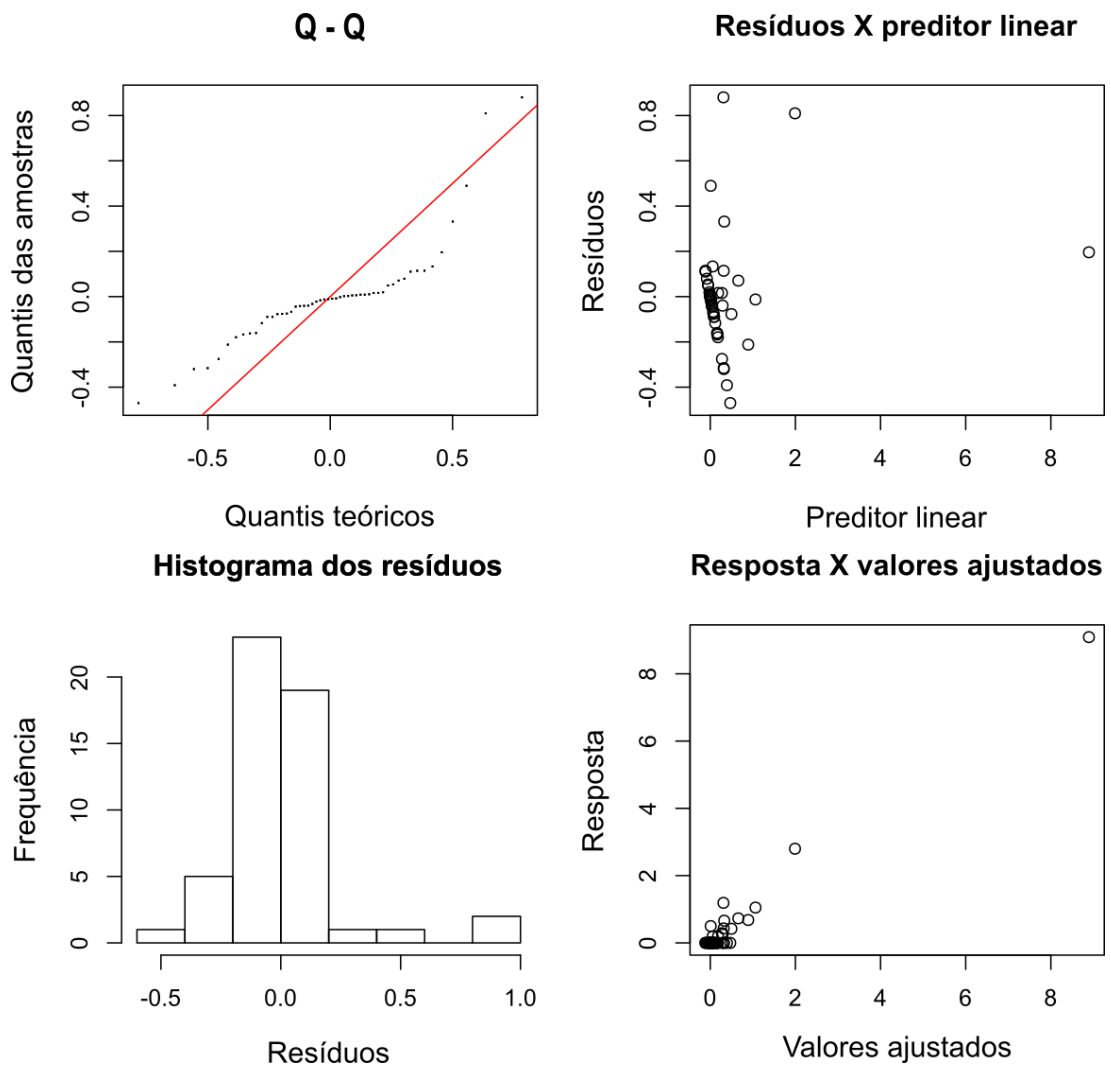 Q - Q
Quantis das amostras
0.8
0.4
0.0
-0.4
-0.5
0.0
0.5
Quantis teóricos
Resíduos X preditor linear
Resíduos
0.8
0.4
0.0
-0.4
0
2
4
6
8
Preditor linear
Histograma dos resíduos
Frequência
20
15
10
5
0
-0.5
0.0
0.5
1.0
Resíduos
Resposta X valores ajustados
Resposta
8
6
4
2
0
0
2
4
6
8
Valores ajustados